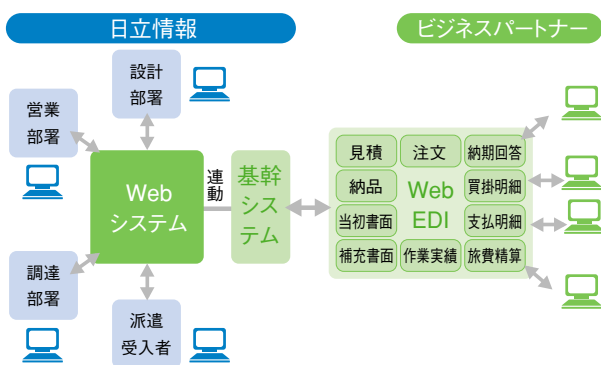 日立情報
ビジネスパートナー
設計
部署
営業
部署
Web
システム
連動
基幹
シス
テム
見積
注文
納期回答
納品
Web
EDI
買掛明細
当初書面
支払明細
補充書面
作業実績
旅費精算
調達
部署
派遣
受入者